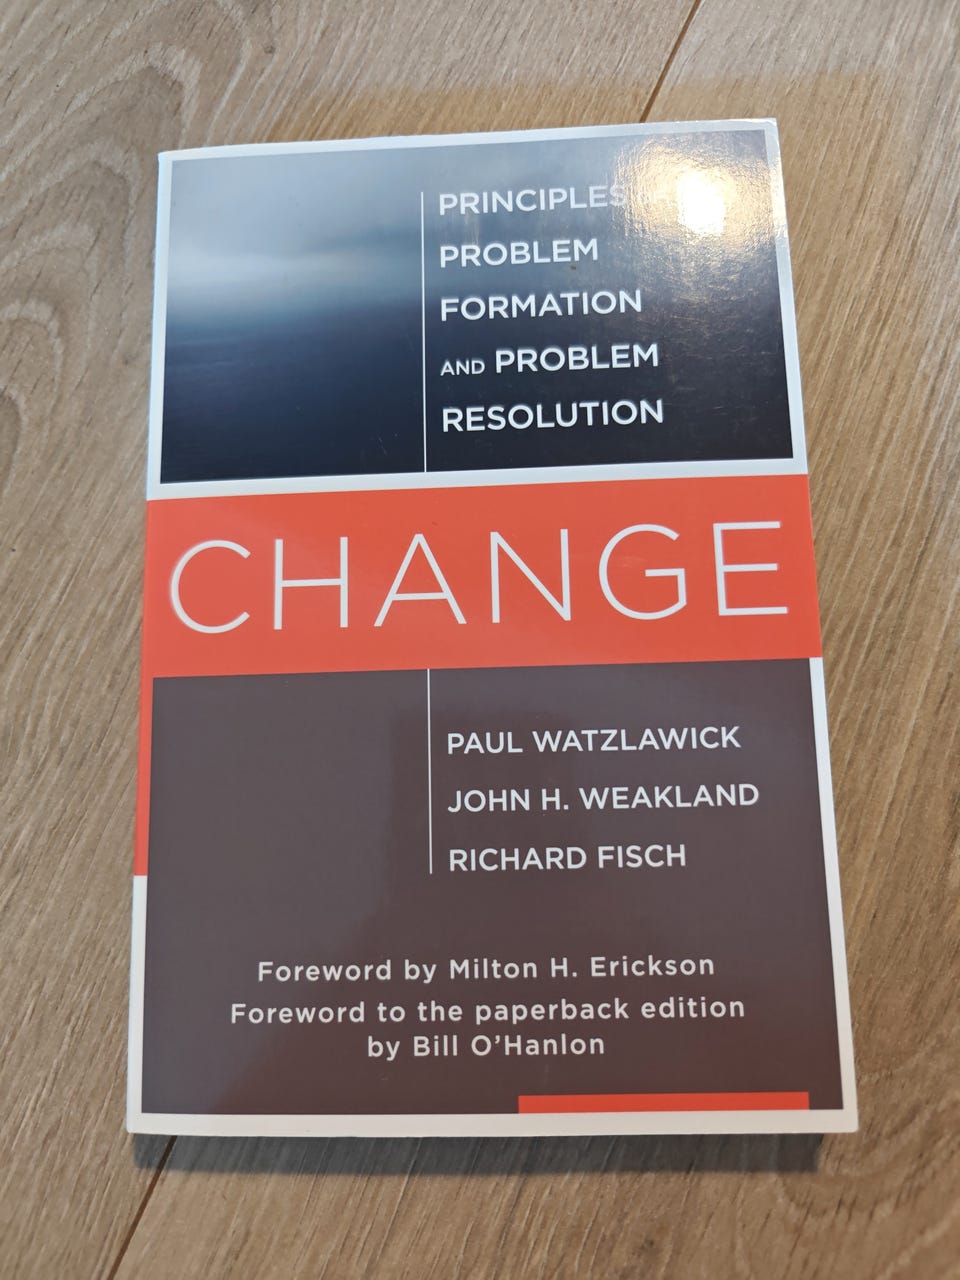 PRINCIPLES
PROBLEM
FORMATION
AND PROBLEM
RESOLUTION
CHANGE
PAUL WATZLAWICK
JOHN H. WEAKLAND
RICHARD FISCH
Foreword by Milton H. Erickson
Foreword to the paperback edition
by Bill O'Hanlon